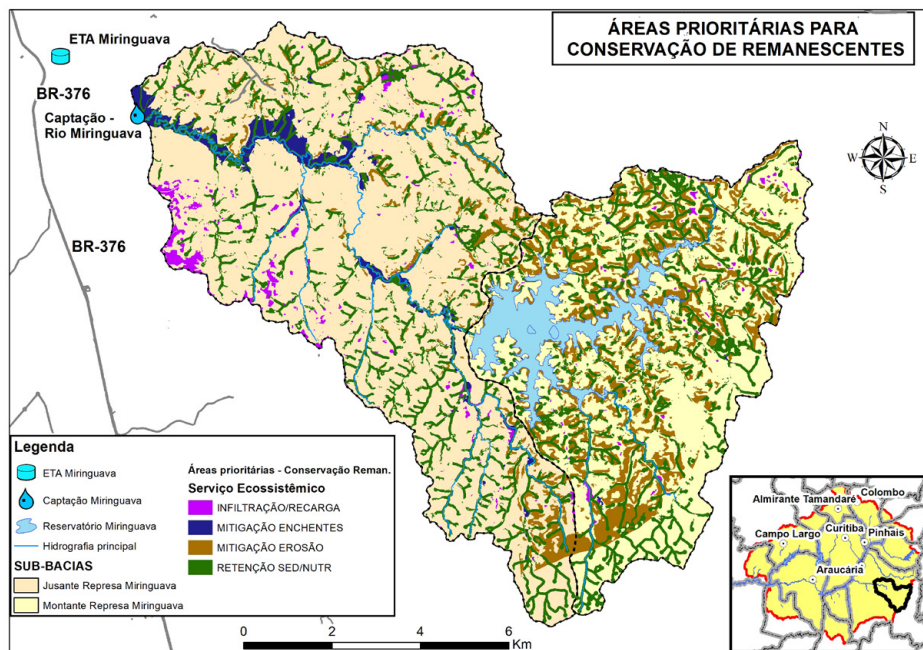 ÁREAS PRIORITÁRIAS PARA
CONSERVAÇÃO DE REMANESCENTES
ETA Miringuava
BR-376
Captação -
Rio Miringuava
N
W E
S
BR-376
Legenda
ETA Miringuava
Captação Miringuava
Reservatório Miringuava
Hidrografia principal
SUB-BACIAS
Jusante Represa Miringuava
Montante Represa Miringuava
Áreas prioritárias - Conservação Reman.
Serviço Ecossistêmico
INFILTRAÇÃO/RECARGA
MITIGAÇÃO ENCHENTES
MITIGAÇÃO EROSÃO
RETENÇÃO SED/NUTR
0 2 4 6
Km
Almirante Tamandaré
Colombo
Campo Largo
Curitiba
Pinhais
Araucária